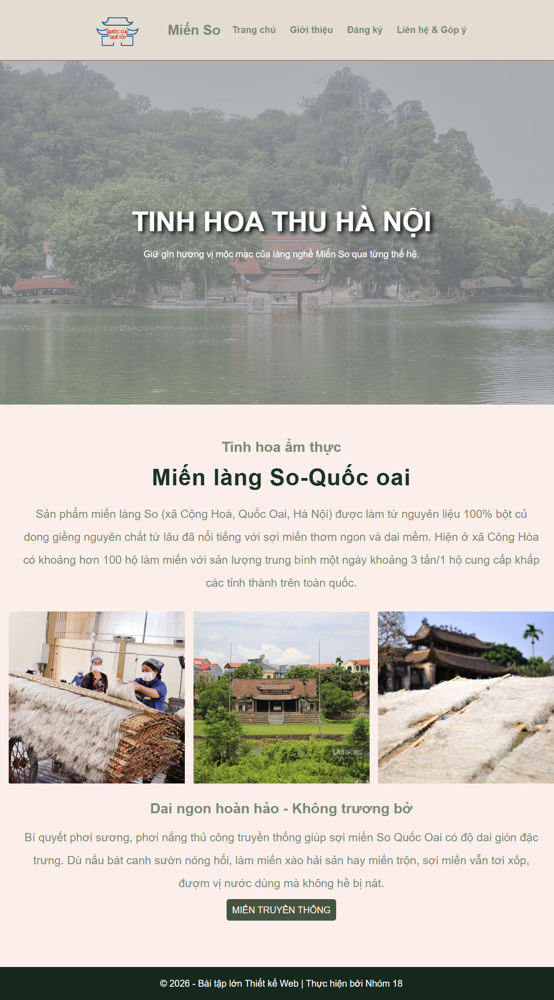 QUỐC OAI
QUÊ TÔI
Miến So
Trang chủ
Giới thiệu
Đăng ký
Liên hệ & Góp ý
TINH HOA THU HÀ NỘI
Giữ gìn hương vị mộc mạc của làng nghề Miến So qua từng thế hệ.
Tinh hoa ẩm thực
Miến làng So-Quốc oai
Sản phẩm miến làng So (xã Cộng Hoà, Quốc Oai, Hà Nội) được làm từ nguyên liệu 100% bột củ
dong giềng nguyên chất từ lâu đã nổi tiếng với sợi miến thơm ngon và dai mềm. Hiện ở xã Công Hòa
có khoảng hơn 100 hộ làm miến với sản lượng trung bình một ngày khoảng 3 tấn/1 hộ cung cấp khắp
các tỉnh thành trên toàn quốc.
LAO ĐỘNG
Dai ngon hoàn hảo - Không trương bở
Bí quyết phơi sương, phơi nắng thủ công truyền thống giúp sợi miến So Quốc Oai có độ dai giòn đặc
trưng. Dù nấu bát canh sườn nóng hổi, làm miến xào hải sản hay miến trộn, sợi miến vẫn tơi xốp,
đượm vị nước dùng mà không hề bị nát.
MIẾN TRUYỀN THỐNG
© 2026 - Bài tập lớn Thiết kế Web | Thực hiện bởi Nhóm 18